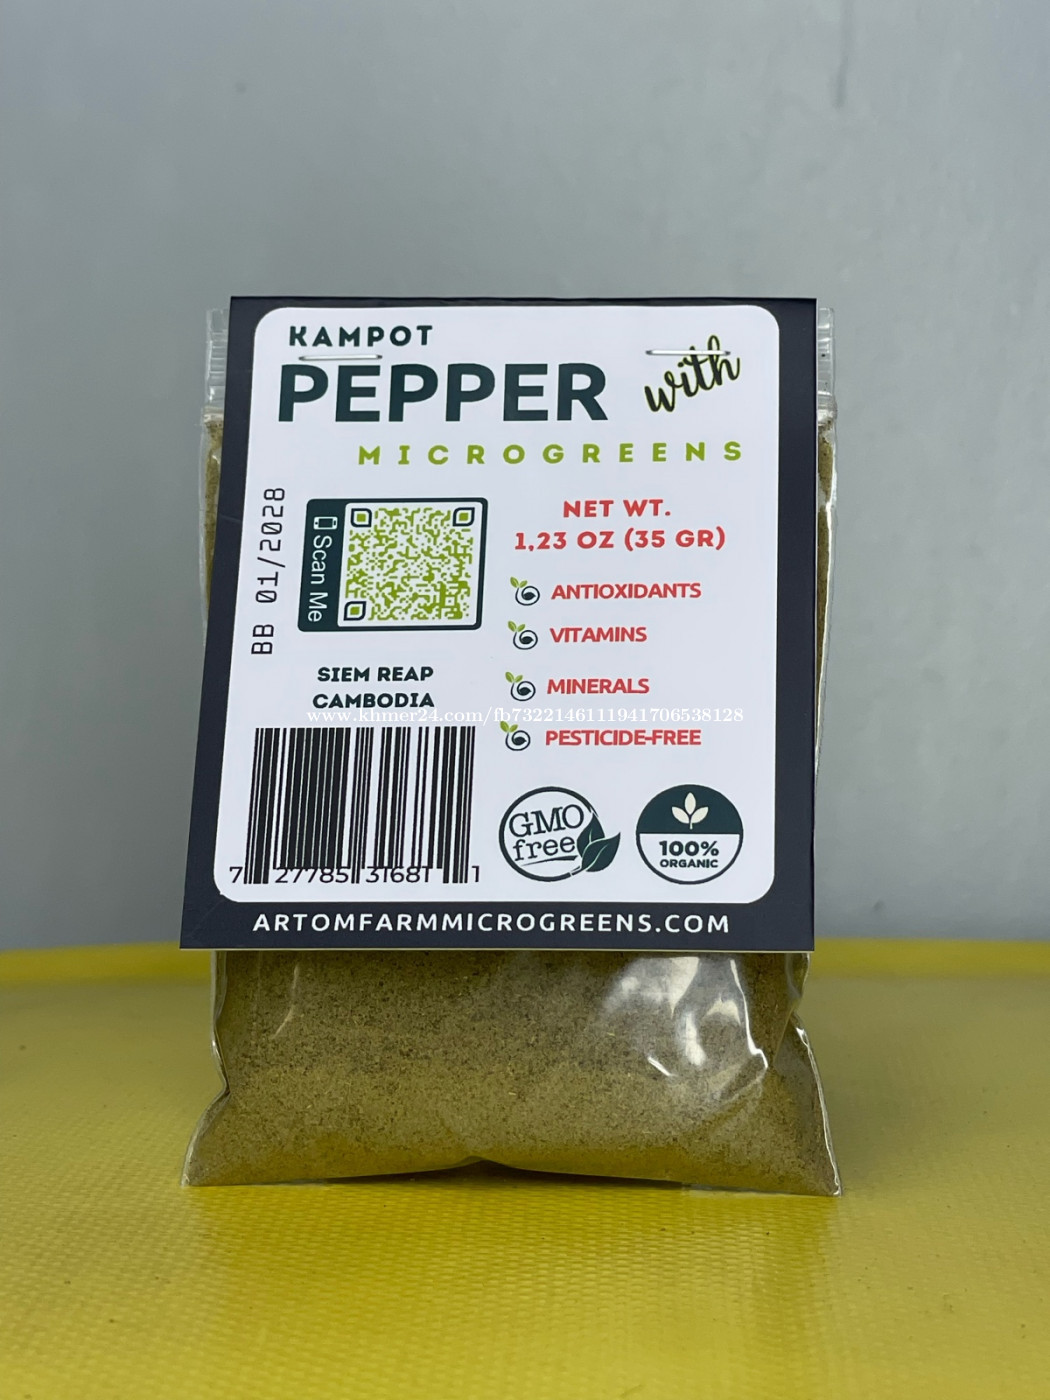 KAMPOT
PEPPER with
MICROGREENS
BB 01/2028
Scan Me
SIEM REAP
CAMBODIA
NET WT.
1,23 OZ (35 GR)
ANTIOXIDANTS
VITAMINS
MINERALS
PESTICIDE-FREE
www.khmer24.com/fb7322146111941706538128
7 27785 31681 1
GMO
free
100%
ORGANIC
ARTOMFARMMICROGREENS.COM